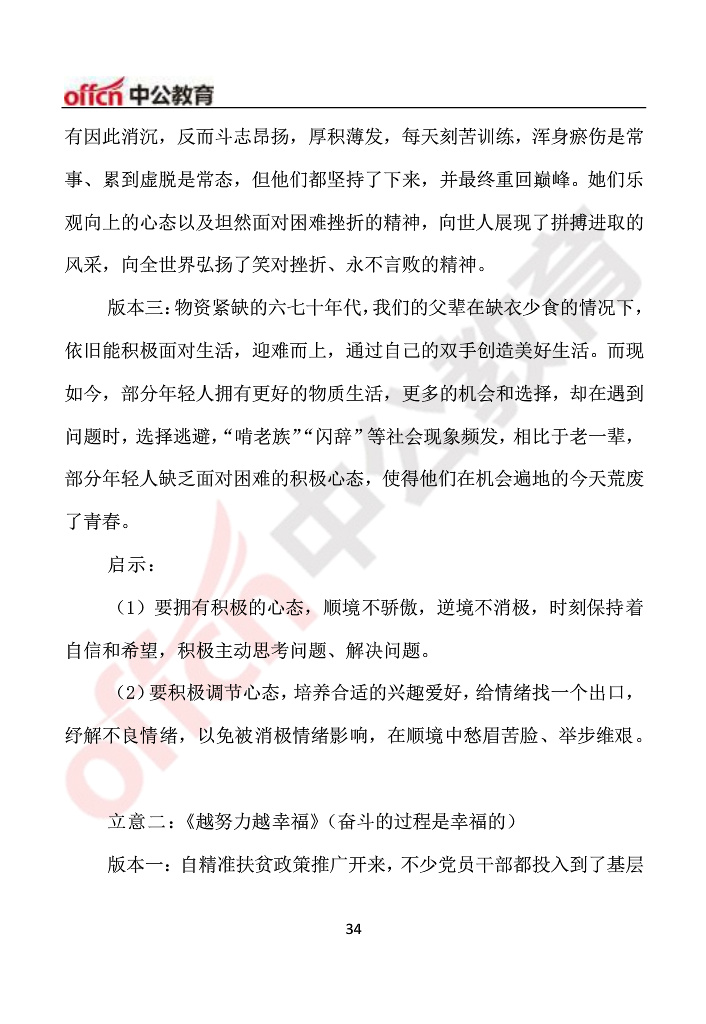 offcn 中公教育
有因此消沉，反而斗志昂扬，厚积薄发，每天刻苦训练，浑身瘀伤是常
事、累到虚脱是常态，但他们都坚持了下来，并最终重回巅峰。她们乐
观向上的心态以及坦然面对困难挫折的精神，向世人展现了拼搏进取的
风采，向全世界弘扬了笑对挫折、永不言败的精神。
版本三：物资紧缺的六七十年代，我们的父辈在缺衣少食的情况下，
依旧能积极面对生活，迎难而上，通过自己的双手创造美好生活。而现
如今，部分年轻人拥有更好的物质生活，更多的机会和选择，却在遇到
问题时，选择逃避，“啃老族”“闪辞”等社会现象频发，相比于老一辈，
部分年轻人缺乏面对困难的积极心态，使得他们在机会遍地的今天荒废
了青春。
启示：
（1）要拥有积极的心态，顺境不骄傲，逆境不消极，时刻保持着
自信和希望，积极主动思考问题、解决问题。
（2）要积极调节心态，培养合适的兴趣爱好，给情绪找一个出口，
纾解不良情绪，以免被消极情绪影响，在顺境中愁眉苦脸、举步维艰。
立意二：《越努力越幸福》（奋斗的过程是幸福的）
版本一：自精准扶贫政策推广开来，不少党员干部都投入到了基层
34
offcn 中公教育